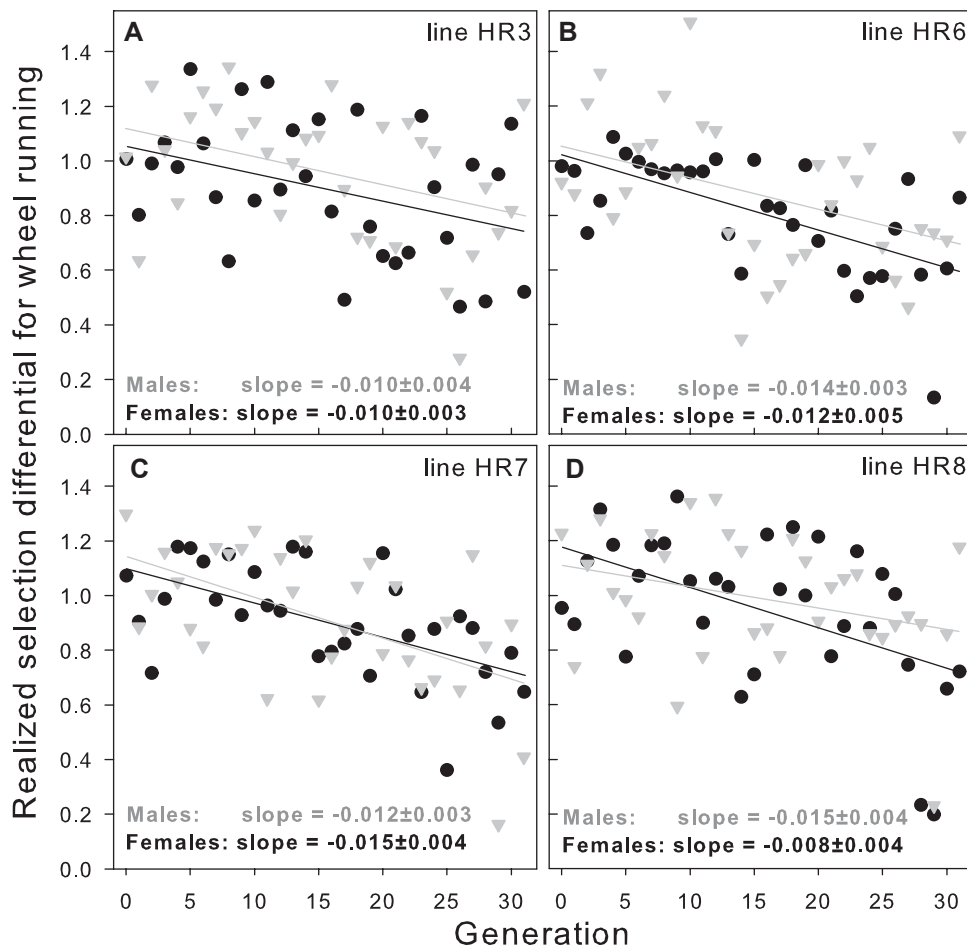 Realized selection differential for wheel running
A
line HR3
1.4
1.2
1.0
0.8
0.6
0.4
0.2
0.0
Males: slope = -0.010±0.004
Females: slope = -0.010±0.003
B
line HR6
Males: slope = -0.014±0.003
Females: slope = -0.012±0.005
C
line HR7
1.4
1.2
1.0
0.8
0.6
0.4
0.2
0.0
Males: slope = -0.012±0.003
Females: slope = -0.015±0.004
0 5 10 15 20 25 30
D
line HR8
Males: slope = -0.015±0.004
Females: slope = -0.008±0.004
0 5 10 15 20 25 30
Generation